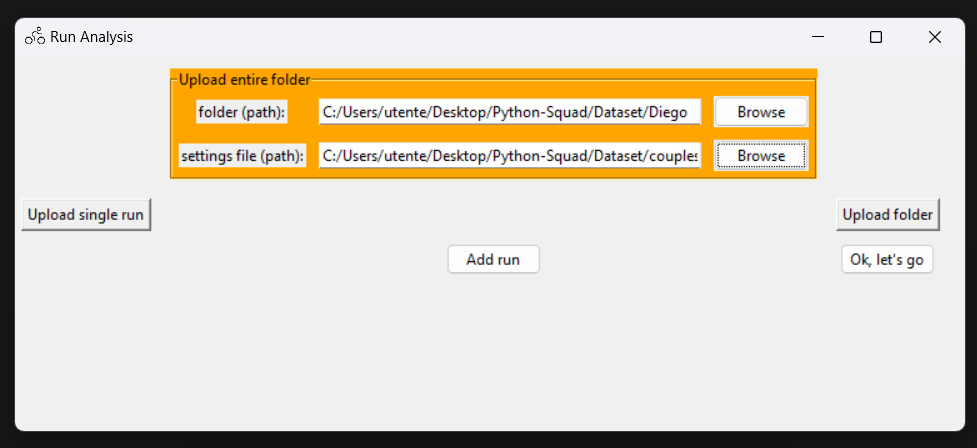 Run Analysis
Upload entire folder
folder (path): C:/Users/utente/Desktop/Python-Squad/Dataset/Diego Browse
settings file (path): C:/Users/utente/Desktop/Python-Squad/Dataset/couples Browse
Upload single run Upload folder
Add run Ok, let's go